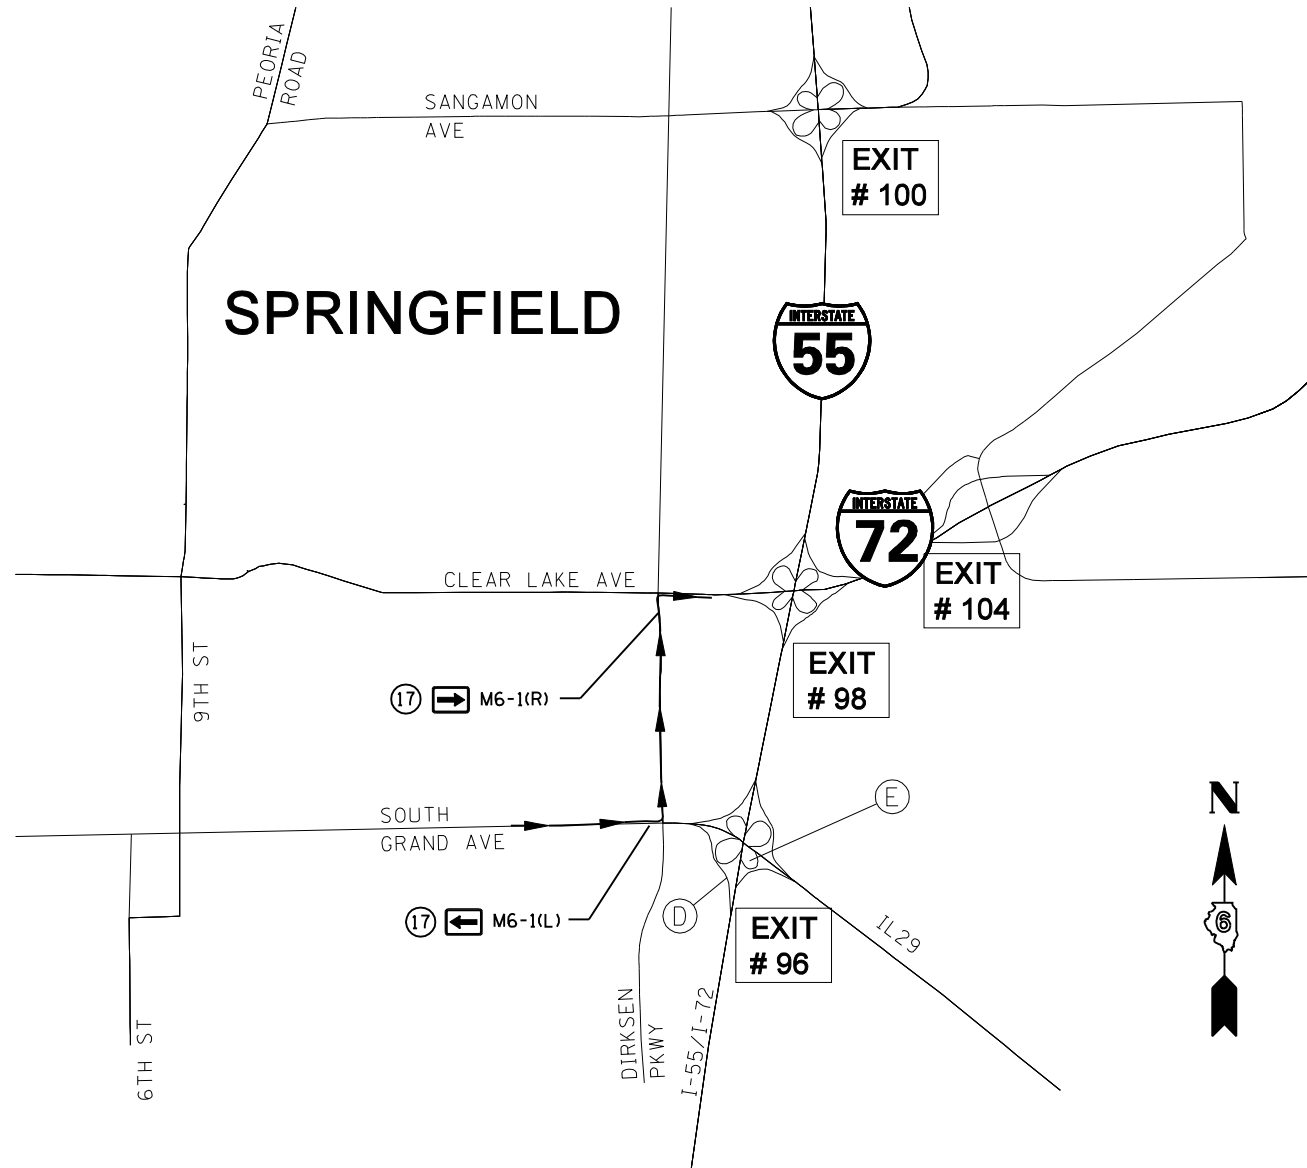 PEORIA
ROAD
SANGAMON
AVE
EXIT
# 100
SPRINGFIELD
INTERSTATE
55
INTERSTATE
72
EXIT
# 104
CLEAR LAKE AVE
9TH ST
EXIT
# 98
17 M6-1(R)
E
N
SOUTH
GRAND AVE
17 M6-1(L)
D
EXIT
# 96
IL29
6
6TH ST
DIRKSEN
PKWY
I-55/I-72